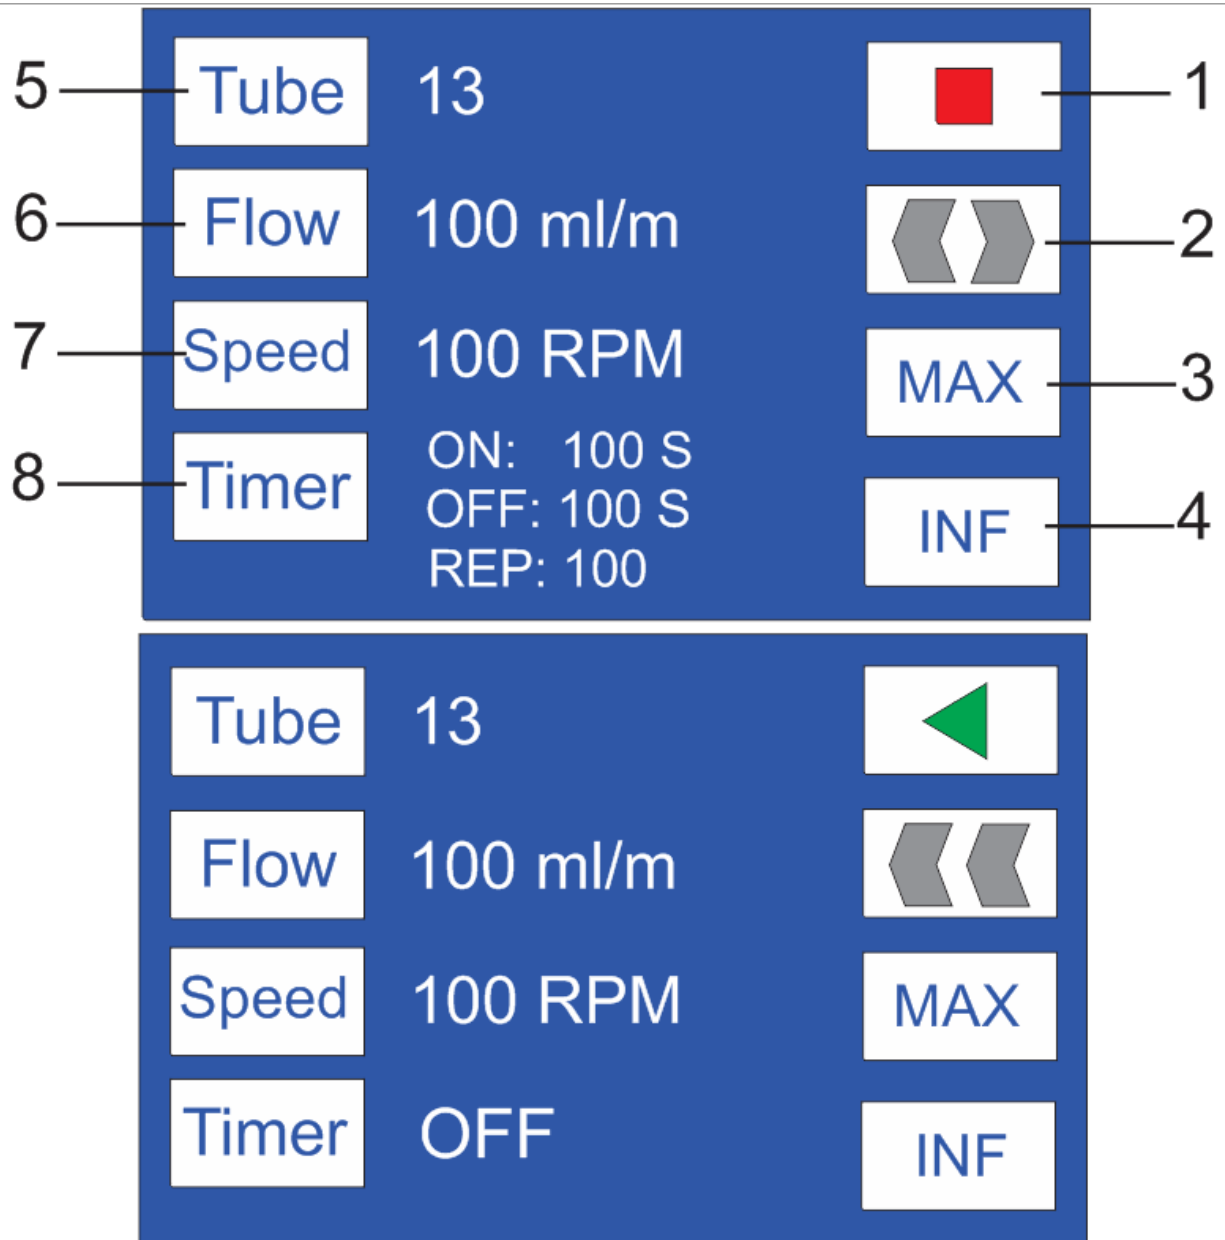 5 Tube 13 1
6 Flow 100 ml/m 2
7 Speed 100 RPM MAX 3
8 Timer ON: 100 S
OFF: 100 S INF 4
REP: 100
Tube 13
Flow 100 ml/m
Speed 100 RPM MAX
Timer OFF INF